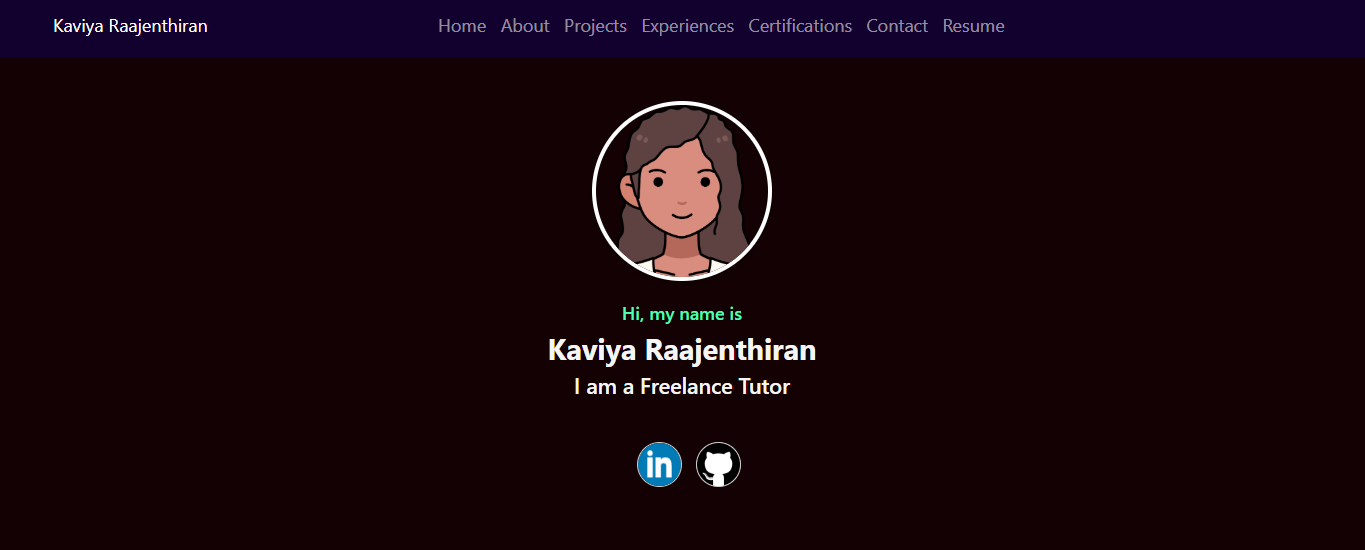 Kaviya Raajenthiran Home About Projects Experiences Certifications Contact Resume
Hi, my name is
Kaviya Raajenthiran
I am a Freelance Tutor
in